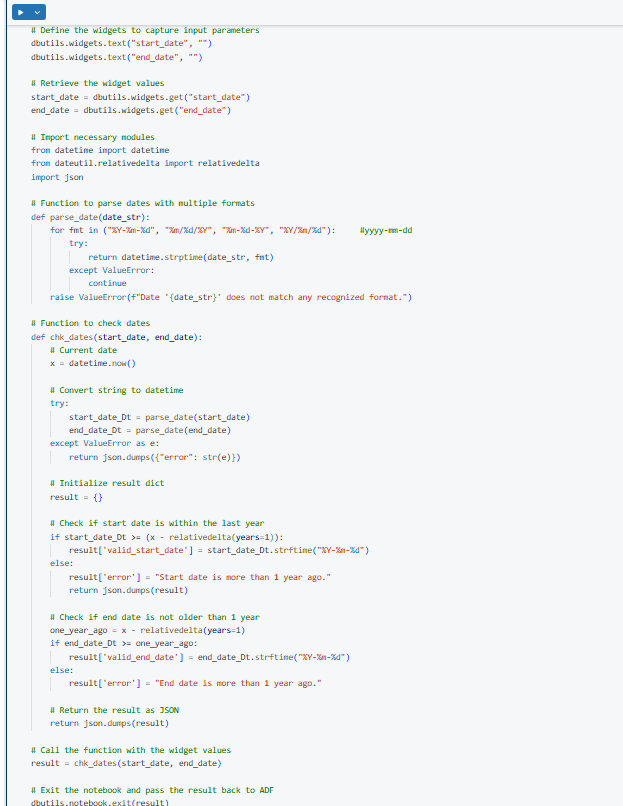 # Define the widgets to capture input parameters
dbutils.widgets.text("start_date", "")
dbutils.widgets.text("end_date", "")
# Retrieve the widget values
start_date = dbutils.widgets.get("start_date")
end_date = dbutils.widgets.get("end_date")
# Import necessary modules
from datetime import datetime
from dateutil.relativedelta import relativedelta
import json
# Function to parse dates with multiple formats
def parse_date(date_str):
    for fmt in ("%Y-%m-%d", "%m/%d/%Y", "%m-%d-%Y", "%Y/%m/%d"):     #yyyy-mm-dd
        try:
            return datetime.strptime(date_str, fmt)
        except ValueError:
            continue
    raise ValueError(f"Date '{date_str}' does not match any recognized format.")
# Function to check dates
def chk_dates(start_date, end_date):
    # Current date
    x = datetime.now()
    # Convert string to datetime
    try:
        start_date_Dt = parse_date(start_date)
        end_date_Dt = parse_date(end_date)
    except ValueError as e:
        return json.dumps({"error": str(e)})
    # Initialize result dict
    result = {}
    # Check if start date is within the last year
    if start_date_Dt >= (x - relativedelta(years=1)):
        result['valid_start_date'] = start_date_Dt.strftime("%Y-%m-%d")
    else:
        result['error'] = "Start date is more than 1 year ago."
        return json.dumps(result)
    # Check if end date is not older than 1 year
    one_year_ago = x - relativedelta(years=1)
    if end_date_Dt >= one_year_ago:
        result['valid_end_date'] = end_date_Dt.strftime("%Y-%m-%d")
    else:
        result['error'] = "End date is more than 1 year ago."
    # Return the result as JSON
    return json.dumps(result)
# Call the function with the widget values
result = chk_dates(start_date, end_date)
# Exit the notebook and pass the result back to ADF
dbutils.notebook.exit(result)